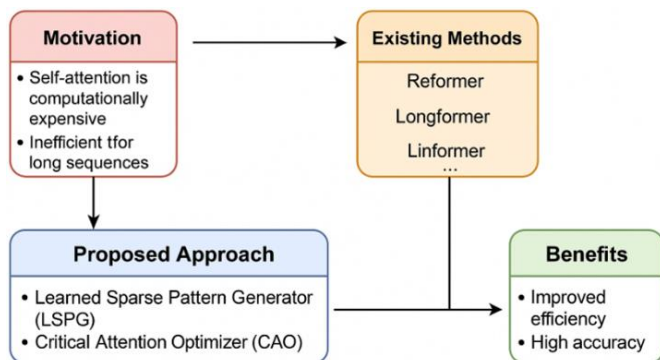 Motivation
• Self-attention is
computationally
expensive
• Inefficient tfor
long sequences
Existing Methods
Reformer
Longformer
Linformer
...
Proposed Approach
• Learned Sparse Pattern Generator
(LSPG)
• Critical Attention Optimizer (CAO)
Benefits
• Improved
efficiency
• High accuracy